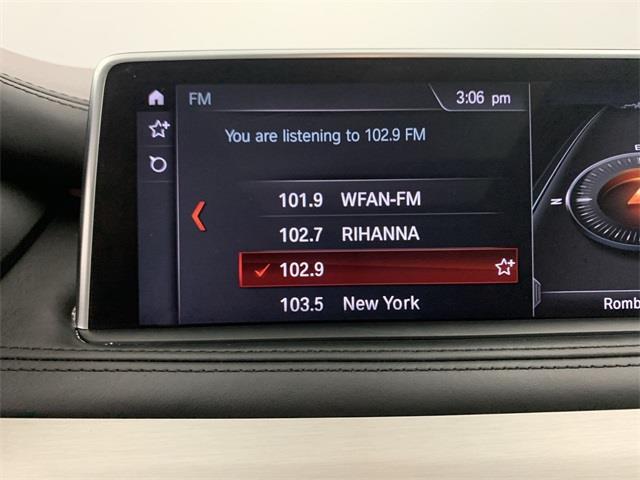 FM 3:06 pm
You are listening to 102.9 FM
101.9 WFAN-FM
102.7 RIHANNA
102.9
103.5 New York
N
E
Romb